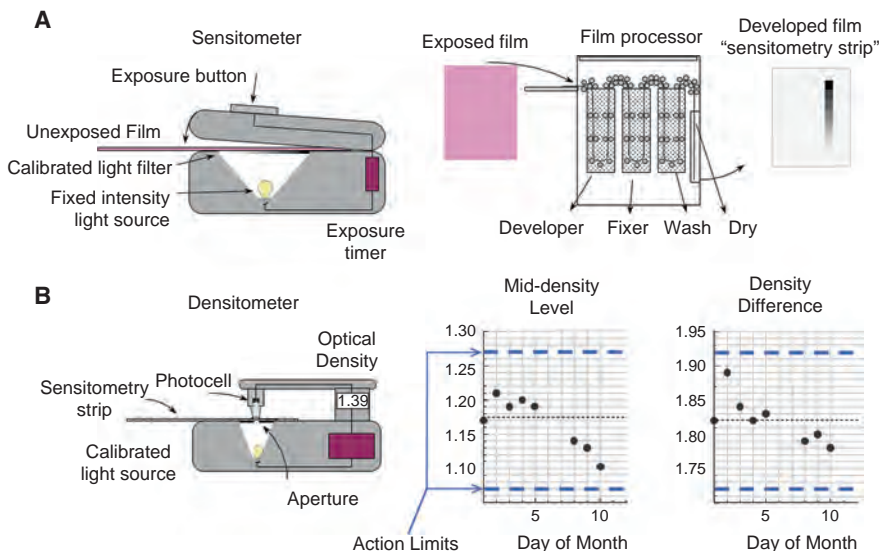 A
Sensitometer
Exposure button
Unexposed Film
Calibrated light filter
Fixed intensity
light source
Exposure
timer
Exposed film
Film processor
Developed film
“sensitometry strip”
Developer
Fixer
Wash
Dry
B
Densitometer
Optical
Density
Photocell
Sensitometry
strip
1.39
Calibrated
light source
Aperture
Action Limits
Mid-density
Level
1.30
1.25
1.20
1.15
1.10
5
10
Day of Month
Density
Difference
1.95
1.90
1.85
1.80
1.75
5
10
Day of Month